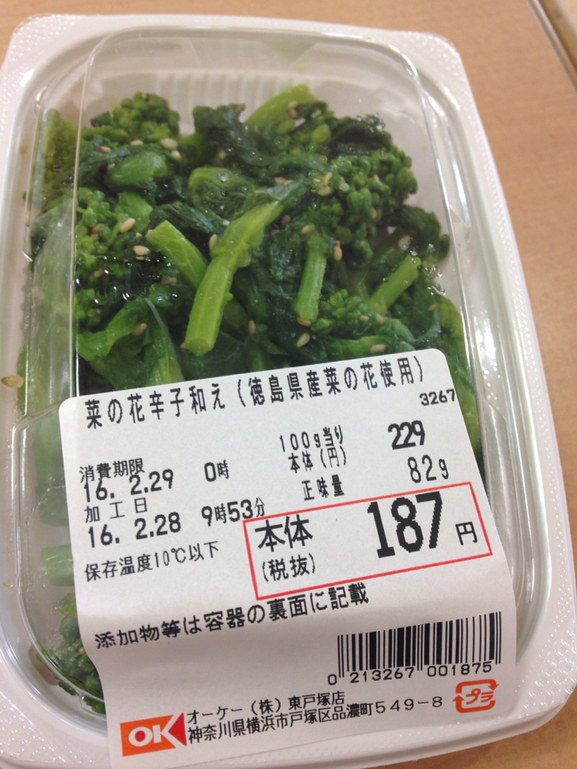 菜の花辛子和え(徳島県産菜の花使用)
3267
消費期限
16. 2.29 0時
加工日
16. 2.28 9時53分
保存温度10℃以下
100g当り
本体(円) 229
正味量 82g
本体
(税抜) 187円
添加物等は容器の裏面に記載
0 213267 001875
プラ
OK オーケー(株)東戸塚店
神奈川県横浜市戸塚区品濃町549-8